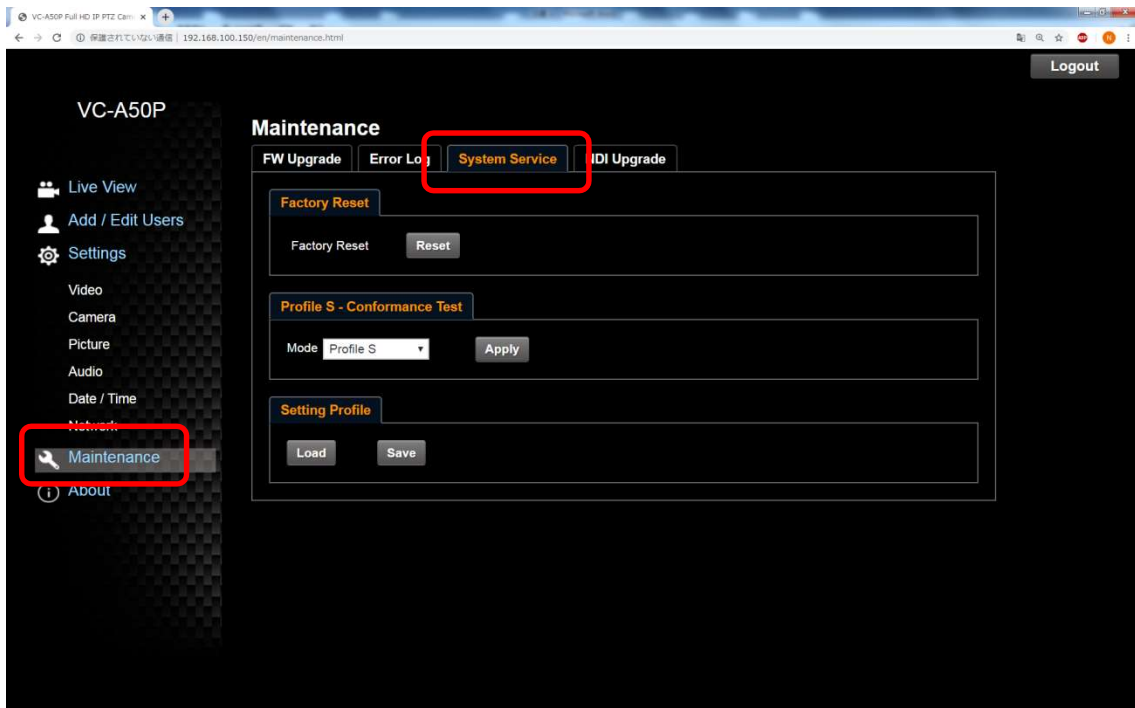 VC-A50P Full HD IP PTZ Cam
保護されていない通信 | 192.168.100.150/en/maintenance.html
Logout
VC-A50P
Maintenance
FW Upgrade Error Log System Service NDI Upgrade
Live View
Add / Edit Users
Settings
Video
Camera
Picture
Audio
Date / Time
Network
Maintenance
About
Factory Reset
Factory Reset Reset
Profile S - Conformance Test
Mode Profile S Apply
Setting Profile
Load Save